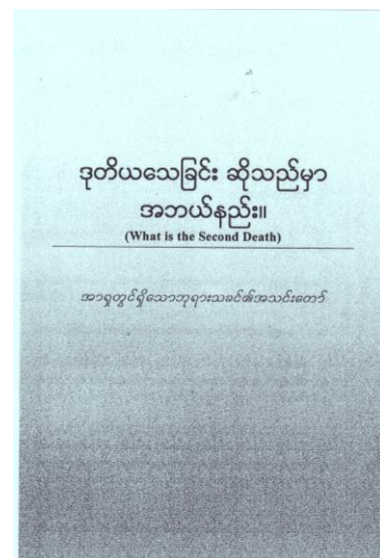 ဒုတိယသေခြင်း ဆိုသည်မှာ
အဘယ်နည်း။
(What is the Second Death)
အာရှတွင်ရှိသောဘုရားသခင်၏အသင်းတော်